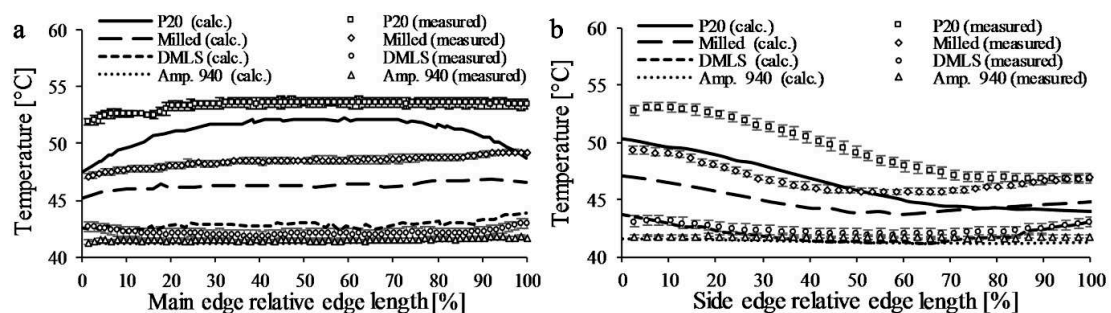 a
P20 (calc.)
P20 (measured)
Milled (calc.)
Milled (measured)
DMLS (calc.)
DMLS (measured)
Amp. 940 (calc.)
Amp. 940 (measured)
Temperature [°C]
60
55
50
45
40
0 10 20 30 40 50 60 70 80 90 100
Main edge relative edge length [%]
b
P20 (calc.)
P20 (measured)
Milled (calc.)
Milled (measured)
DMLS (calc.)
DMLS (measured)
Amp. 940 (calc.)
Amp. 940 (measured)
Temperature [°C]
60
55
50
45
40
0 10 20 30 40 50 60 70 80 90 100
Side edge relative edge length [%]